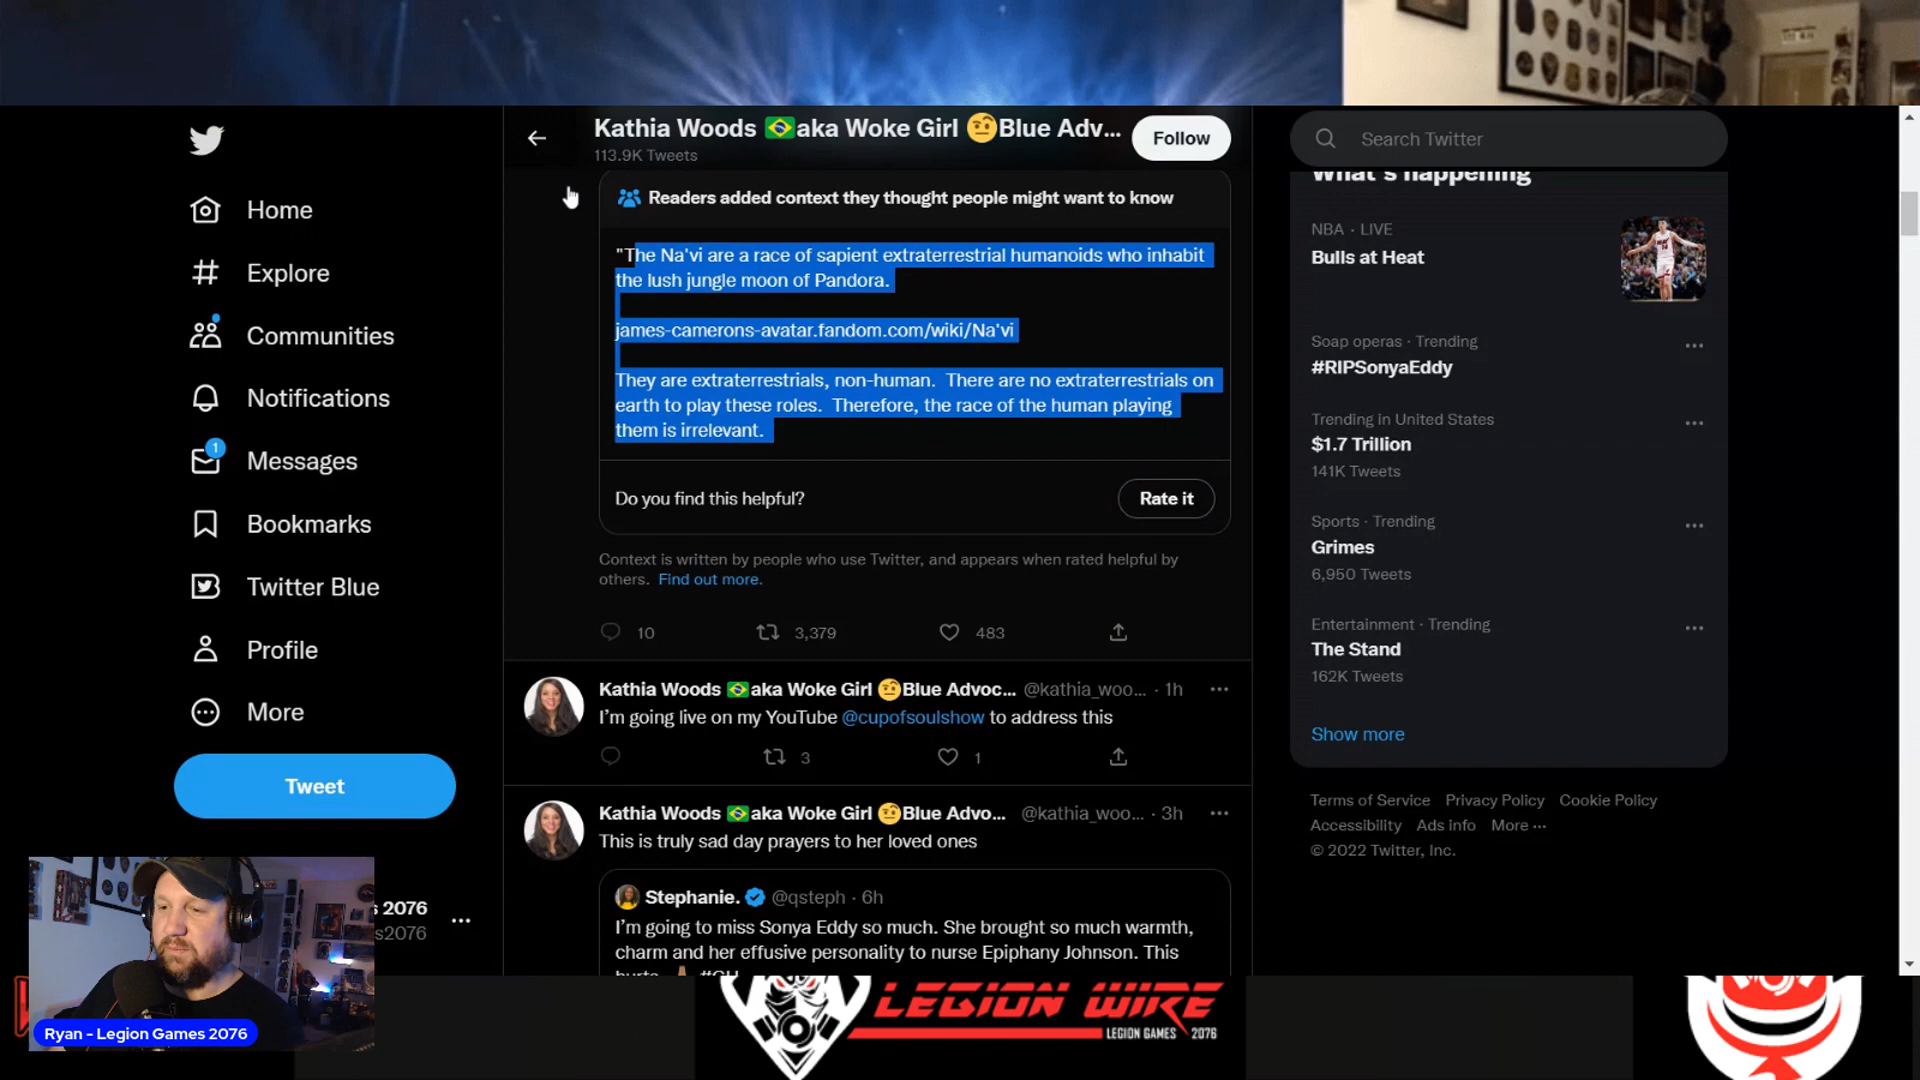 Home
Explore
Communities
Notifications
1
Messages
Bookmarks
Twitter Blue
Profile
More
Tweet
s 2076
s2076
Ryan - Legion Games 2076
Kathia Woods 🇧🇷aka Woke Girl 🤨Blue Adv...
113.9K Tweets
Follow
Readers added context they thought people might want to know
"The Na'vi are a race of sapient extraterrestrial humanoids who inhabit
the lush jungle moon of Pandora.
james-camerons-avatar.fandom.com/wiki/Na'vi
They are extraterrestrials, non-human. There are no extraterrestrials on
earth to play these roles. Therefore, the race of the human playing
them is irrelevant.
Do you find this helpful?
Rate it
Context is written by people who use Twitter, and appears when rated helpful by
others. Find out more.
10 3,379 483
Kathia Woods 🇧🇷aka Woke Girl 🤨Blue Advoc... @kathia_woo... · 1h
I'm going live on my YouTube @cupofsoulshow to address this
3 1
Kathia Woods 🇧🇷aka Woke Girl 🤨Blue Advo... @kathia_woo... · 3h
This is truly sad day prayers to her loved ones
Stephanie. @qsteph · 6h
I'm going to miss Sonya Eddy so much. She brought so much warmth,
charm and her effusive personality to nurse Epiphany Johnson. This
hurts #GH
Search Twitter
What's happening
NBA · LIVE
Bulls at Heat
Soap operas · Trending
#RIPSonyaEddy
Trending in United States
$1.7 Trillion
141K Tweets
Sports · Trending
Grimes
6,950 Tweets
Entertainment · Trending
The Stand
162K Tweets
Show more
Terms of Service Privacy Policy Cookie Policy
Accessibility Ads info More ···
© 2022 Twitter, Inc.
LEGION WIRE
LEGION GAMES 2076